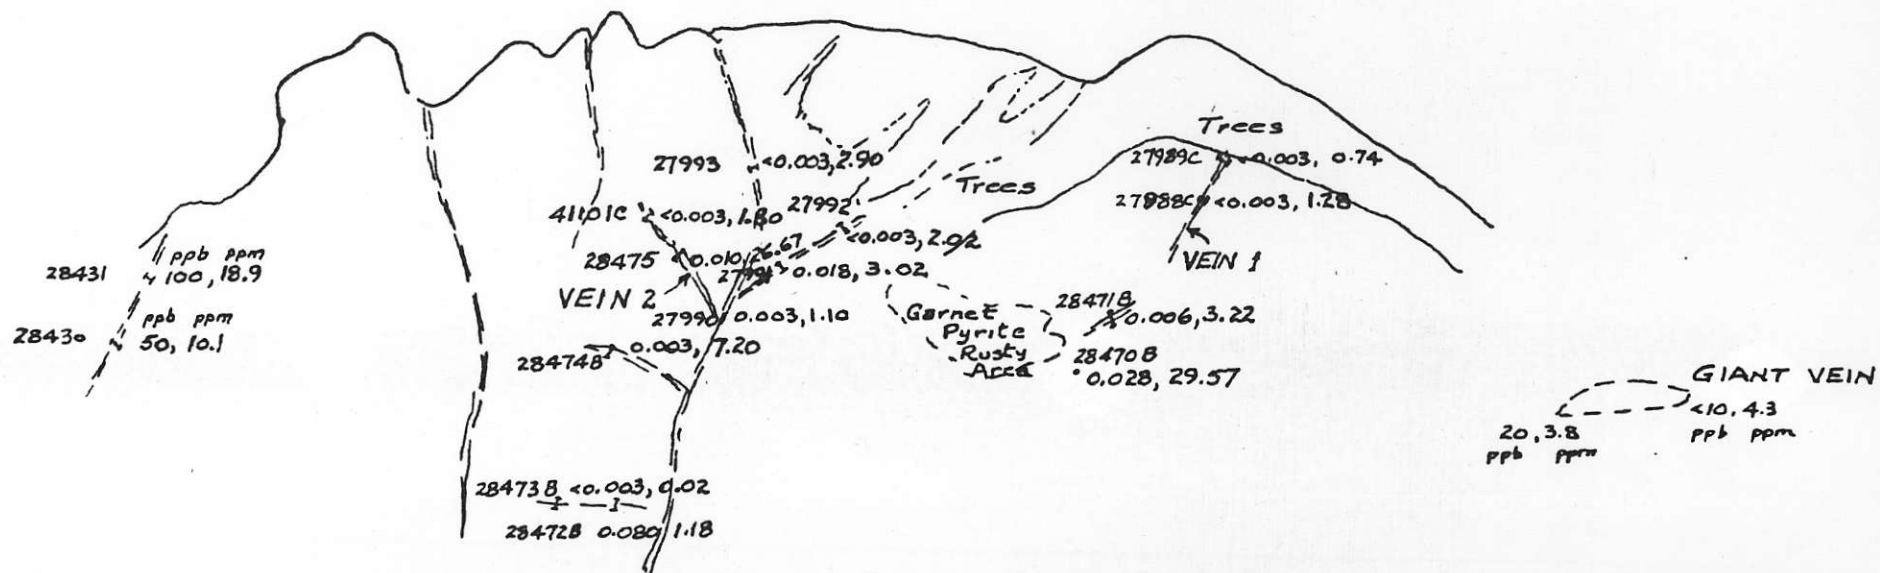 Trees
27993 <0.003, 2.90
27989C <0.003, 0.74
Trees
27988C <0.003, 1.28
41101C <0.003, 1.80
27992
<0.003, 2.02
28475 <0.010, 26.67
0.018, 3.02
VEIN 1
VEIN 2
ppb ppm
28431 100, 18.9
ppb ppm
28430 50, 10.1
27990 0.003, 1.10
Garnet
Pyrite
Rusty
Area
28471B
0.006, 3.22
28474B 0.003, 7.20
28470B
0.028, 29.57
GIANT VEIN
<10, 4.3
ppb ppm
20, 3.8
ppb ppm
28473B <0.003, 0.02
28472B 0.080 1.18